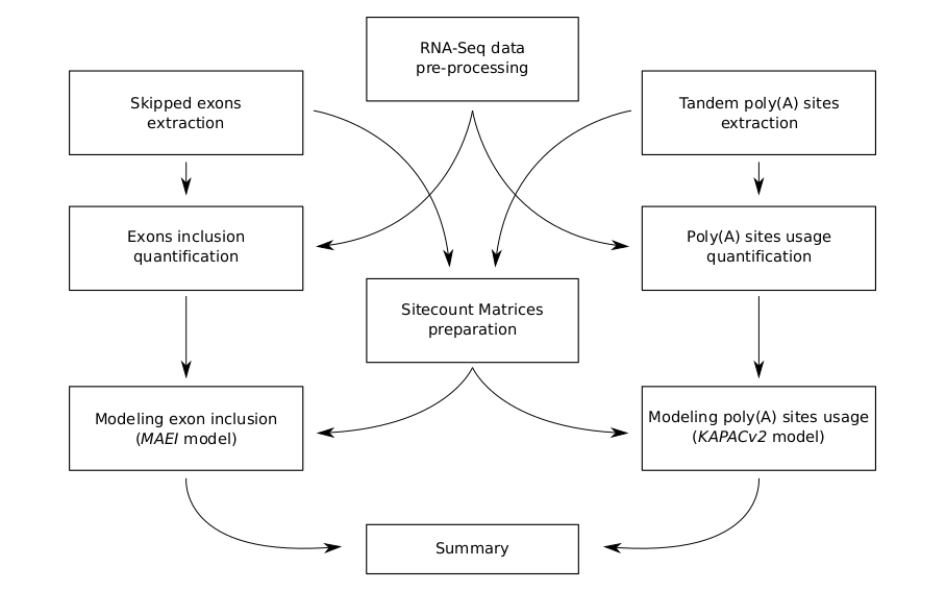 RNA-Seq data
pre-processing
Skipped exons
extraction
Tandem poly(A) sites
extraction
Exons inclusion
quantification
Poly(A) sites usage
quantification
Sitecount Matrices
preparation
Modeling exon inclusion
(MAEI model)
Modeling poly(A) sites usage
(KAPACv2 model)
Summary